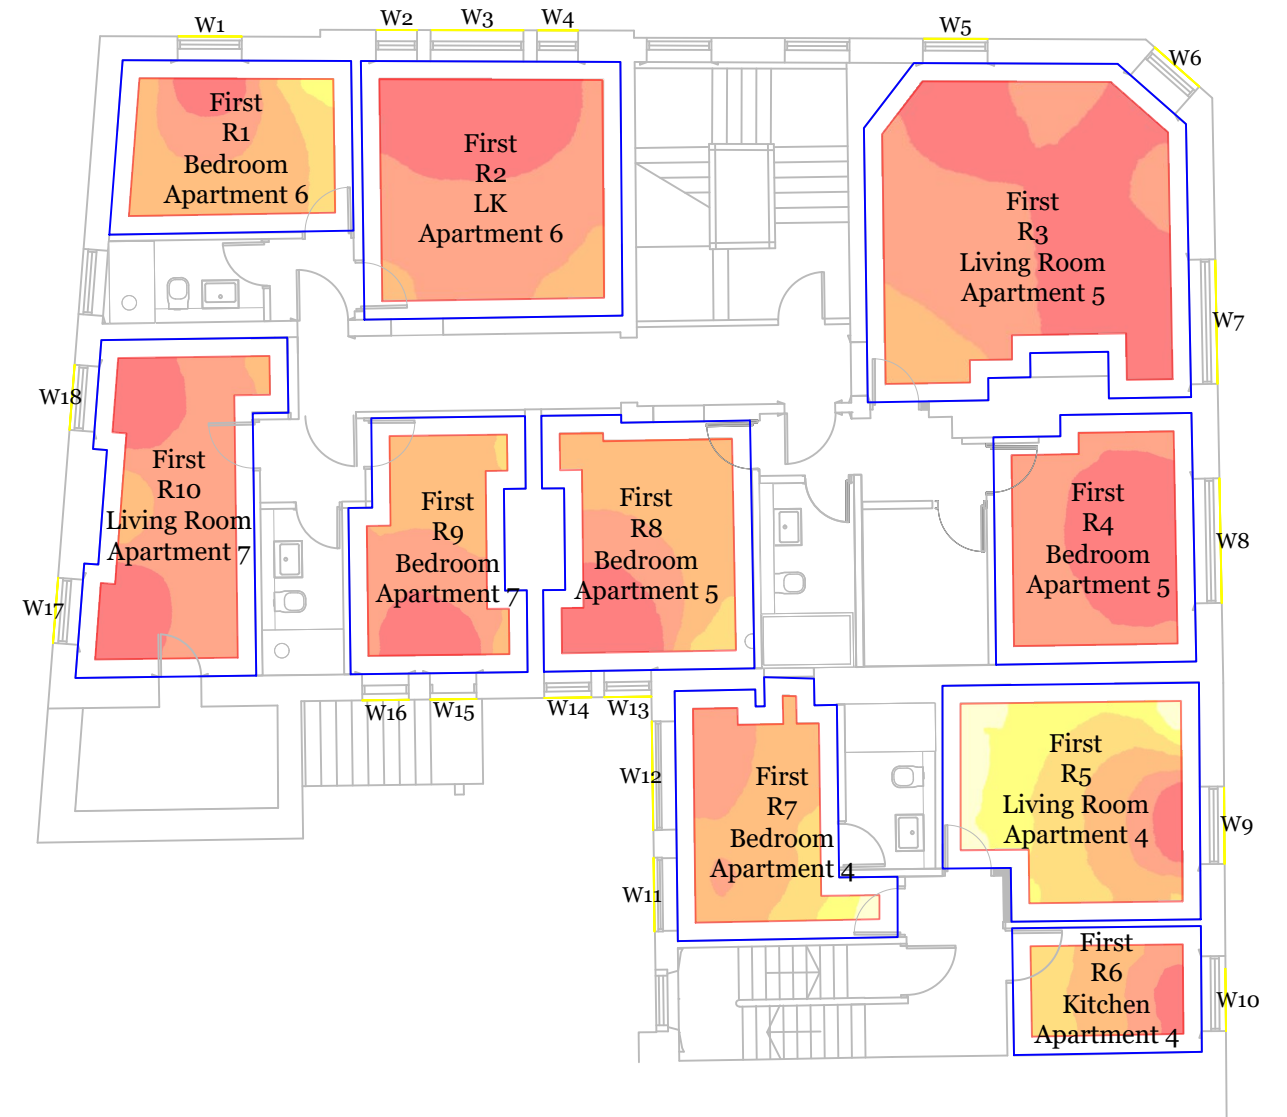 W1
W2
W3
W4
W5
W6
First
R1
Bedroom
Apartment 6
First
R2
LK
Apartment 6
First
R3
Living Room
Apartment 5
W7
W18
First
R10
Living Room
Apartment 7
First
R9
Bedroom
Apartment 7
First
R8
Bedroom
Apartment 5
First
R4
Bedroom
Apartment 5
W8
W17
W16
W15
W14
W13
W12
First
R7
Bedroom
Apartment 4
W11
First
R5
Living Room
Apartment 4
W9
First
R6
Kitchen
Apartment 4
W10